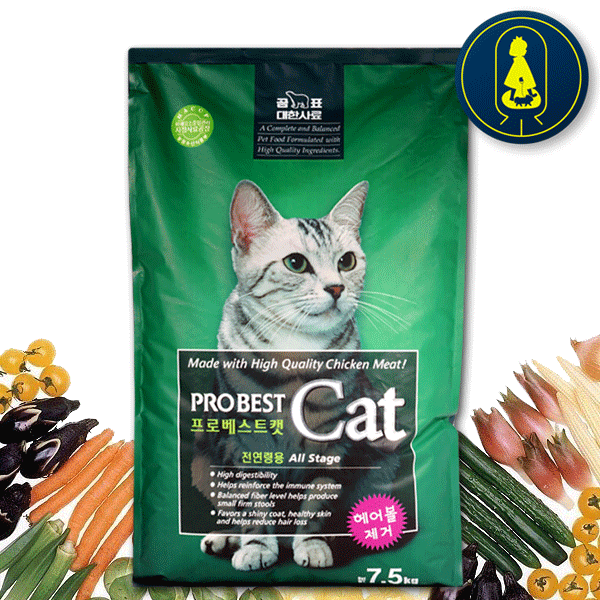 곰표
대한사료
A Complete and Balanced
Pet Food Formulated with
High Quality Ingredients.
HACCP
Made with High Quality Chicken Meat!
PROBEST Cat
프로베스트캣
전연령용 All Stage
● High digestibility
● Helps reinforce the immune system
● Balanced fiber level helps produce
small firm stools
● Favors a shiny coat, healthy skin
and helps reduce hair loss
헤어볼
제거
7.5kg